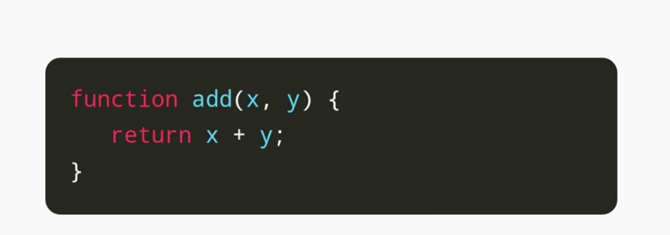 function add(x, y) {
   return x + y;
}